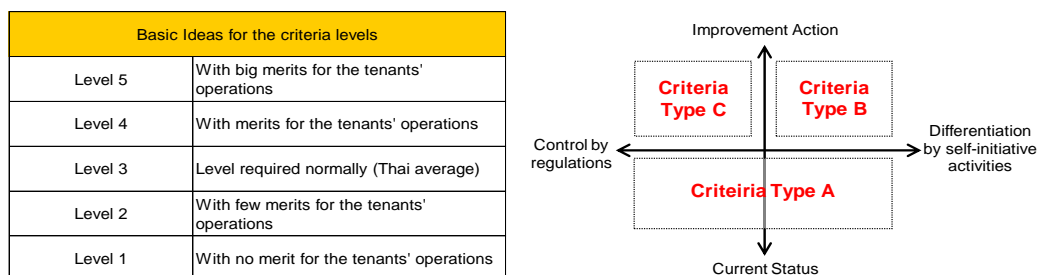 Basic Ideas for the criteria levels
Level 5
With big merits for the tenants'
operations
Level 4
With merits for the tenants' operations
Level 3
Level required normally (Thai average)
Level 2
With few merits for the tenants'
operations
Level 1
With no merit for the tenants' operations
Improvement Action
Criteria
Type C
Criteria
Type B
Control by
regulations
Differentiation
by self-initiative
activities
Criteiria Type A
Current Status